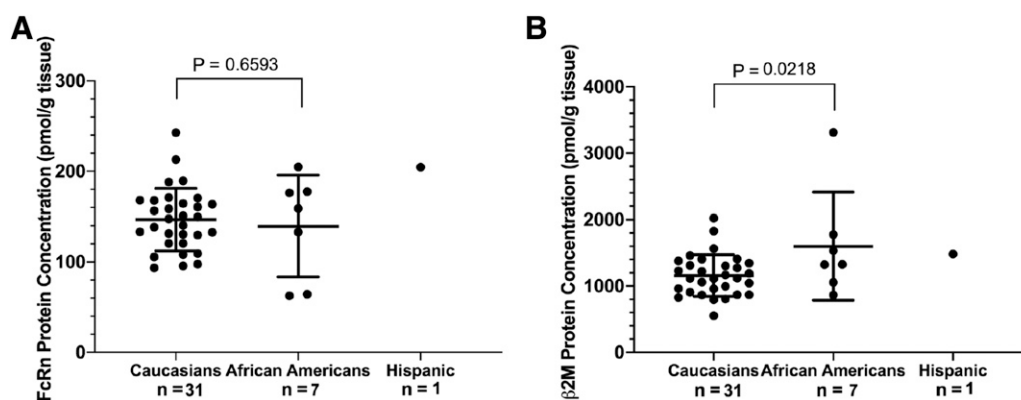 A
FcRn Protein Concentration (pmol/g tissue)
300
200
100
0
P = 0.6593
Caucasians African Americans Hispanic
n = 31 n = 7 n = 1
B
β2M Protein Concentration (pmol/g tissue)
4000
3000
2000
1000
0
P = 0.0218
Caucasians African Americans Hispanic
n = 31 n = 7 n = 1